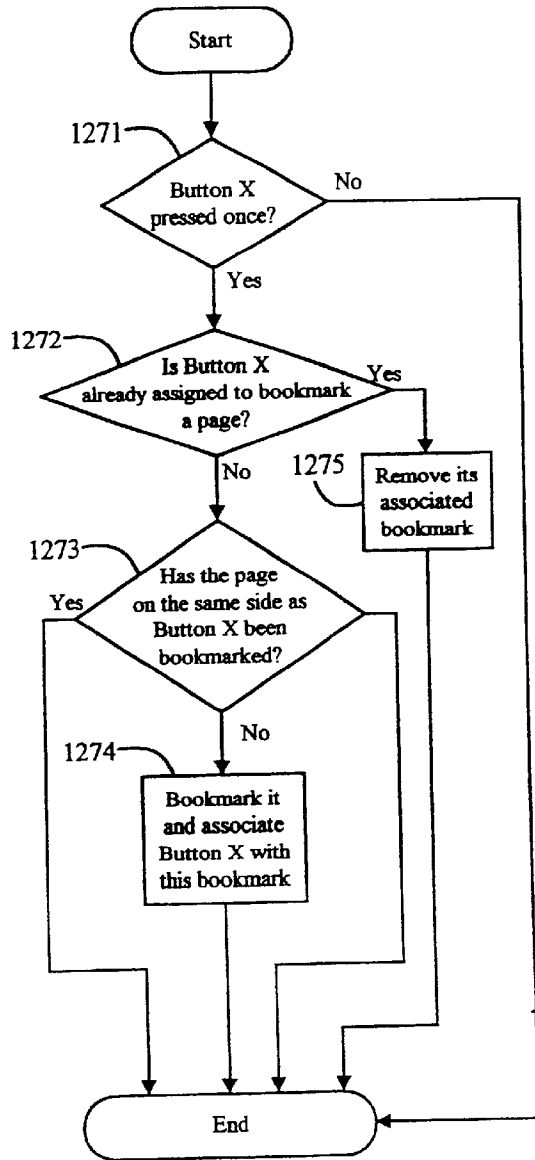 Start
1271
Button X
pressed once?
No
Yes
1272
Is Button X
already assigned to bookmark
a page?
Yes
No
1275
Remove its
associated
bookmark
1273
Yes
Has the page
on the same side as
Button X been
bookmarked?
No
1274
Bookmark it
and associate
Button X with
this bookmark
End